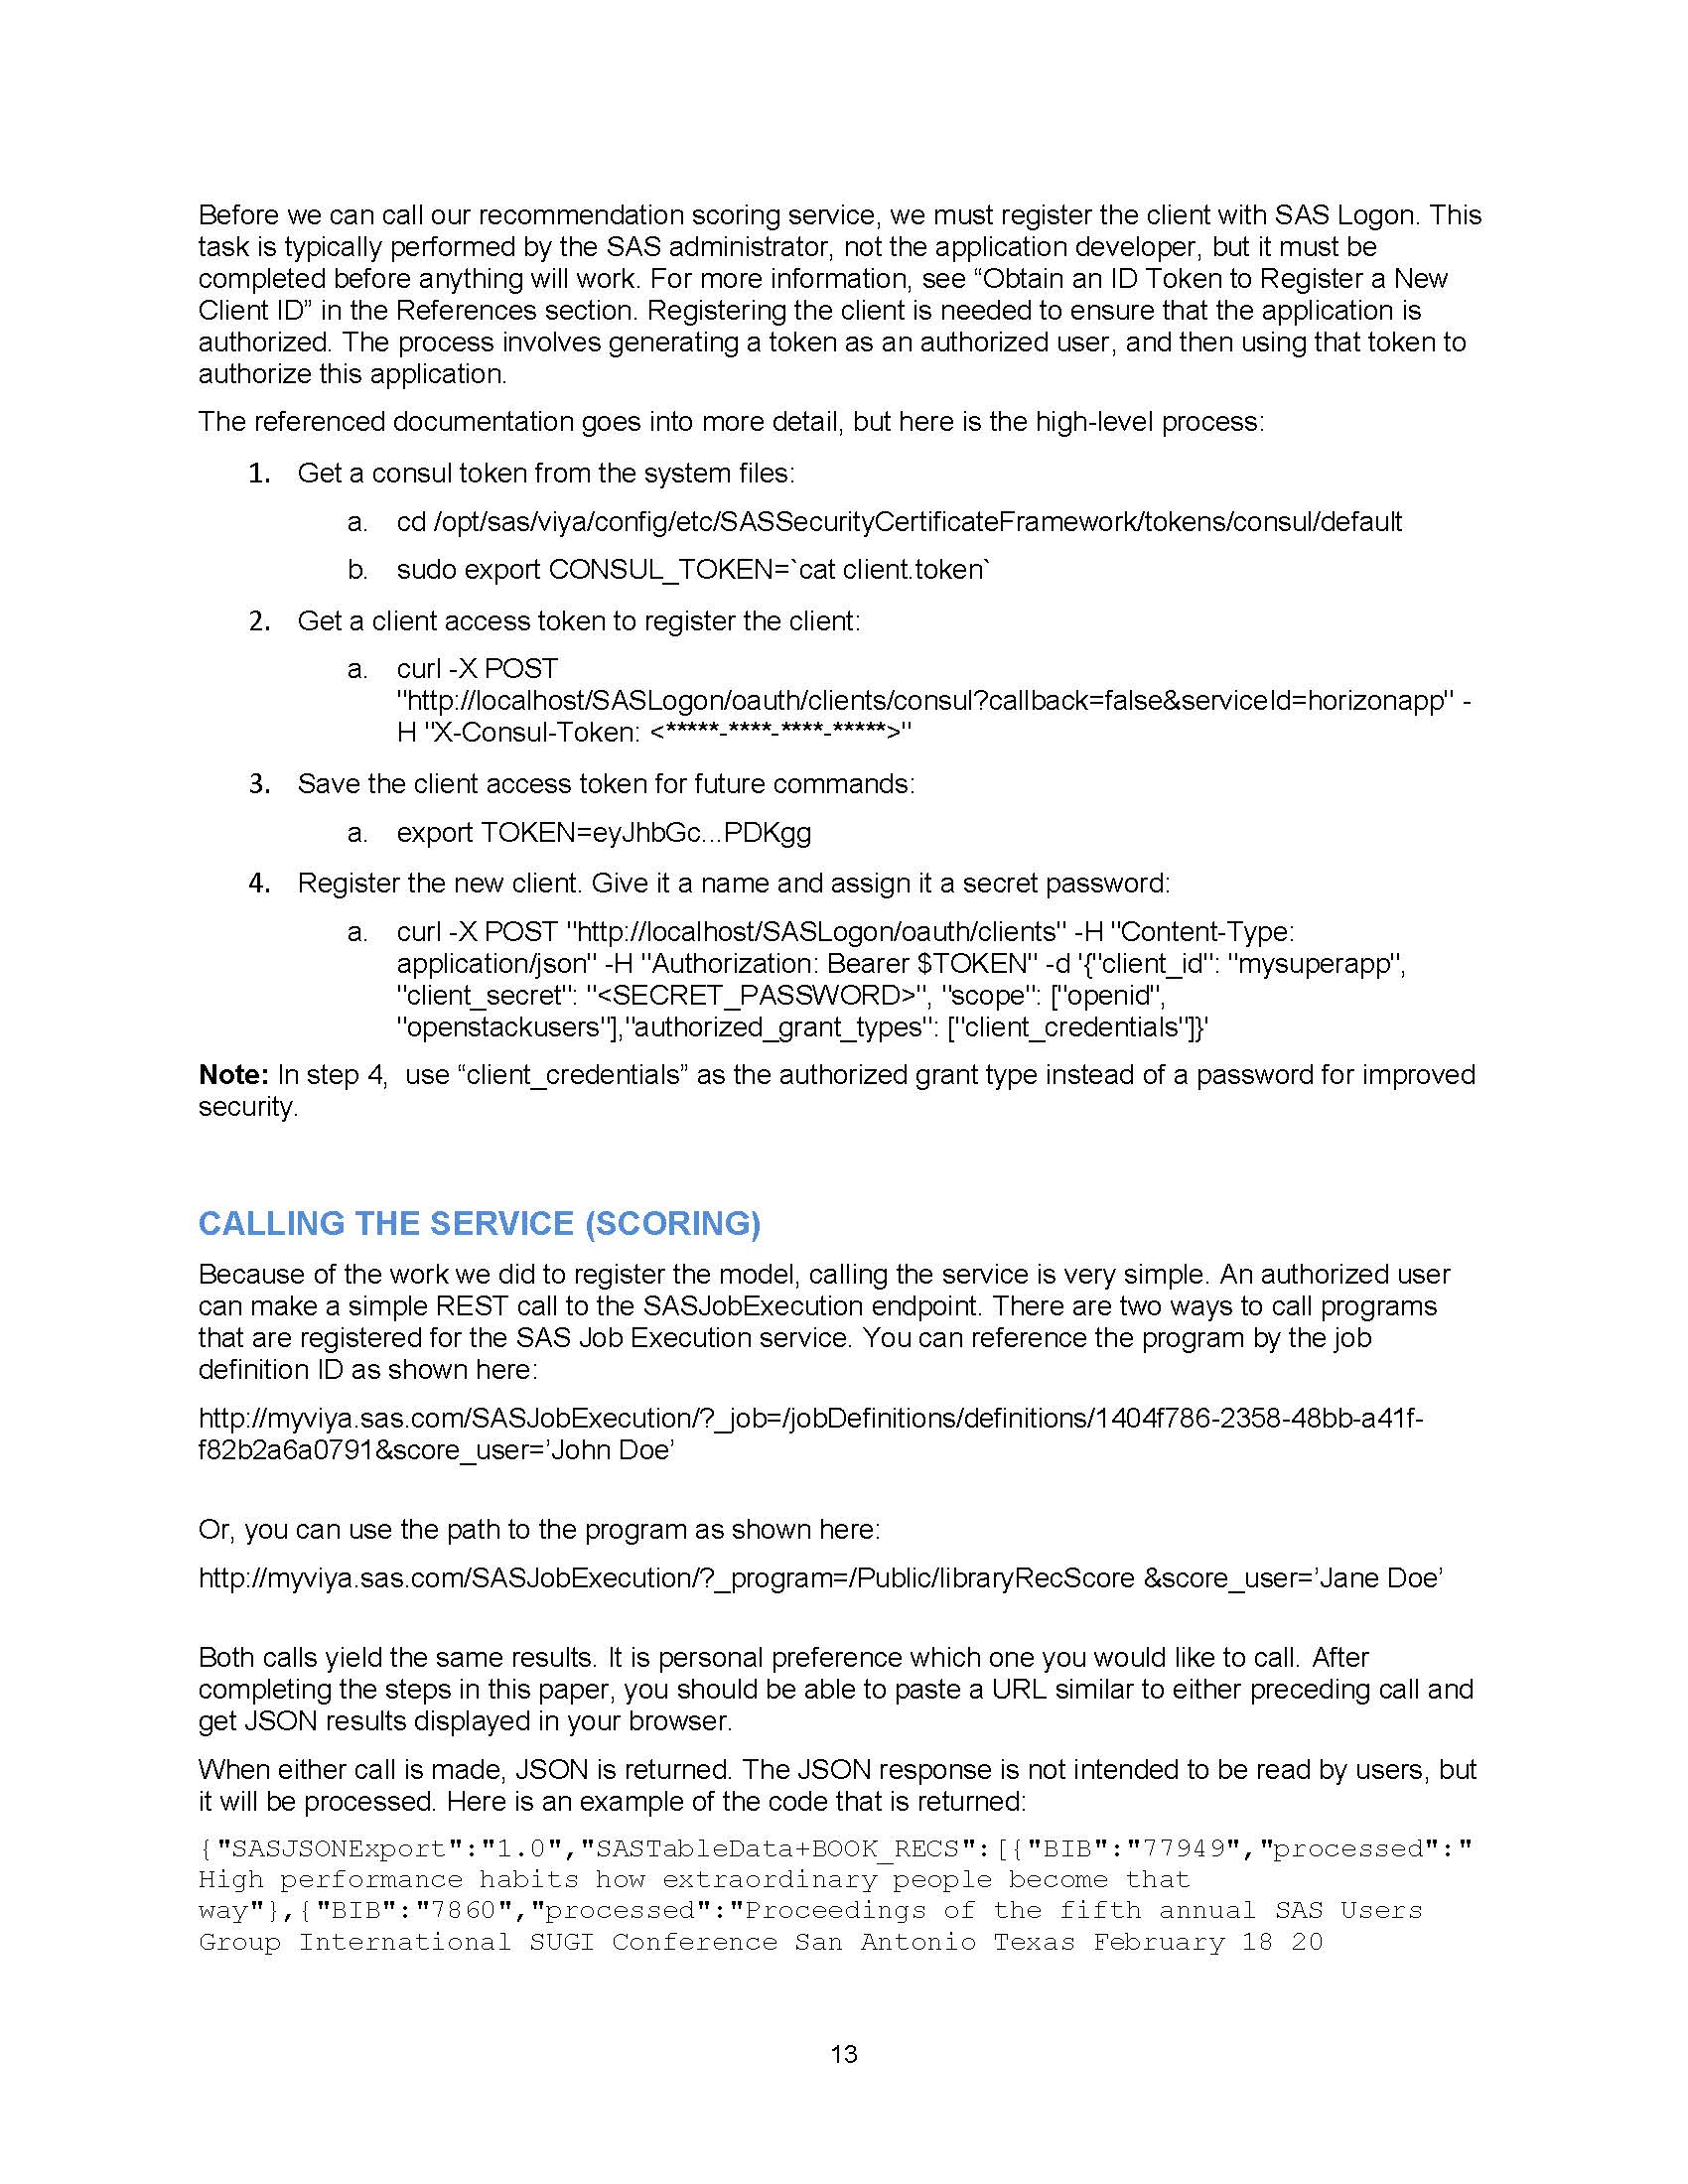 Before we can call our recommendation scoring service, we must register the client with SAS Logon. This
task is typically performed by the SAS administrator, not the application developer, but it must be
completed before anything will work. For more information, see “Obtain an ID Token to Register a New
Client ID” in the References section. Registering the client is needed to ensure that the application is
authorized. The process involves generating a token as an authorized user, and then using that token to
authorize this application.
The referenced documentation goes into more detail, but here is the high-level process:
1. Get a consul token from the system files:
a. cd /opt/sas/viya/config/etc/SASSecurityCertificateFramework/tokens/consul/default
b. sudo export CONSUL_TOKEN=`cat client.token`
2. Get a client access token to register the client:
a. curl -X POST
"http://localhost/SASLogon/oauth/clients/consul?callback=false&serviceId=horizonapp" -
H "X-Consul-Token: <*****-****-****-*****>"
3. Save the client access token for future commands:
a. export TOKEN=eyJhbGc...PDKgg
4. Register the new client. Give it a name and assign it a secret password:
a. curl -X POST "http://localhost/SASLogon/oauth/clients" -H "Content-Type:
application/json" -H "Authorization: Bearer $TOKEN" -d '{"client_id": "mysuperapp",
"client_secret": "<SECRET_PASSWORD>", "scope": ["openid",
"openstackusers"],"authorized_grant_types": ["client_credentials"]}'
Note: In step 4,  use “client_credentials” as the authorized grant type instead of a password for improved
security.
CALLING THE SERVICE (SCORING)
Because of the work we did to register the model, calling the service is very simple. An authorized user
can make a simple REST call to the SASJobExecution endpoint. There are two ways to call programs
that are registered for the SAS Job Execution service. You can reference the program by the job
definition ID as shown here:
http://myviya.sas.com/SASJobExecution/?_job=/jobDefinitions/definitions/1404f786-2358-48bb-a41f-
f82b2a6a0791&score_user=’John Doe’
Or, you can use the path to the program as shown here:
http://myviya.sas.com/SASJobExecution/?_program=/Public/libraryRecScore &score_user=’Jane Doe’
Both calls yield the same results. It is personal preference which one you would like to call. After
completing the steps in this paper, you should be able to paste a URL similar to either preceding call and
get JSON results displayed in your browser.
When either call is made, JSON is returned. The JSON response is not intended to be read by users, but
it will be processed. Here is an example of the code that is returned:
{"SASJSONExport":"1.0","SASTableData+BOOK_RECS":[{"BIB":"77949","processed":"
High performance habits how extraordinary people become that
way"},{"BIB":"7860","processed":"Proceedings of the fifth annual SAS Users
Group International SUGI Conference San Antonio Texas February 18 20
13